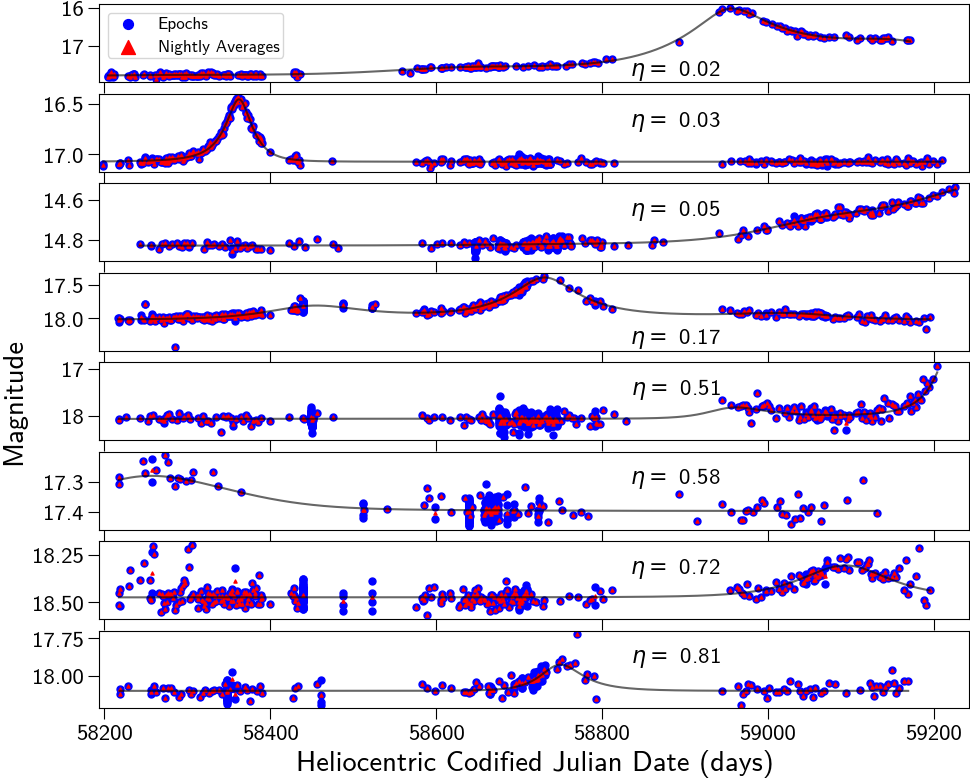 16
Epochs
Nightly Averages
17
η = 0.02
16.5
η = 0.03
17.0
14.6
η = 0.05
14.8
17.5
18.0
η = 0.17
17
η = 0.51
18
17.3
η = 0.58
17.4
18.25
η = 0.72
18.50
17.75
η = 0.81
18.00
Magnitude
58200 58400 58600 58800 59000 59200
Heliocentric Codified Julian Date (days)